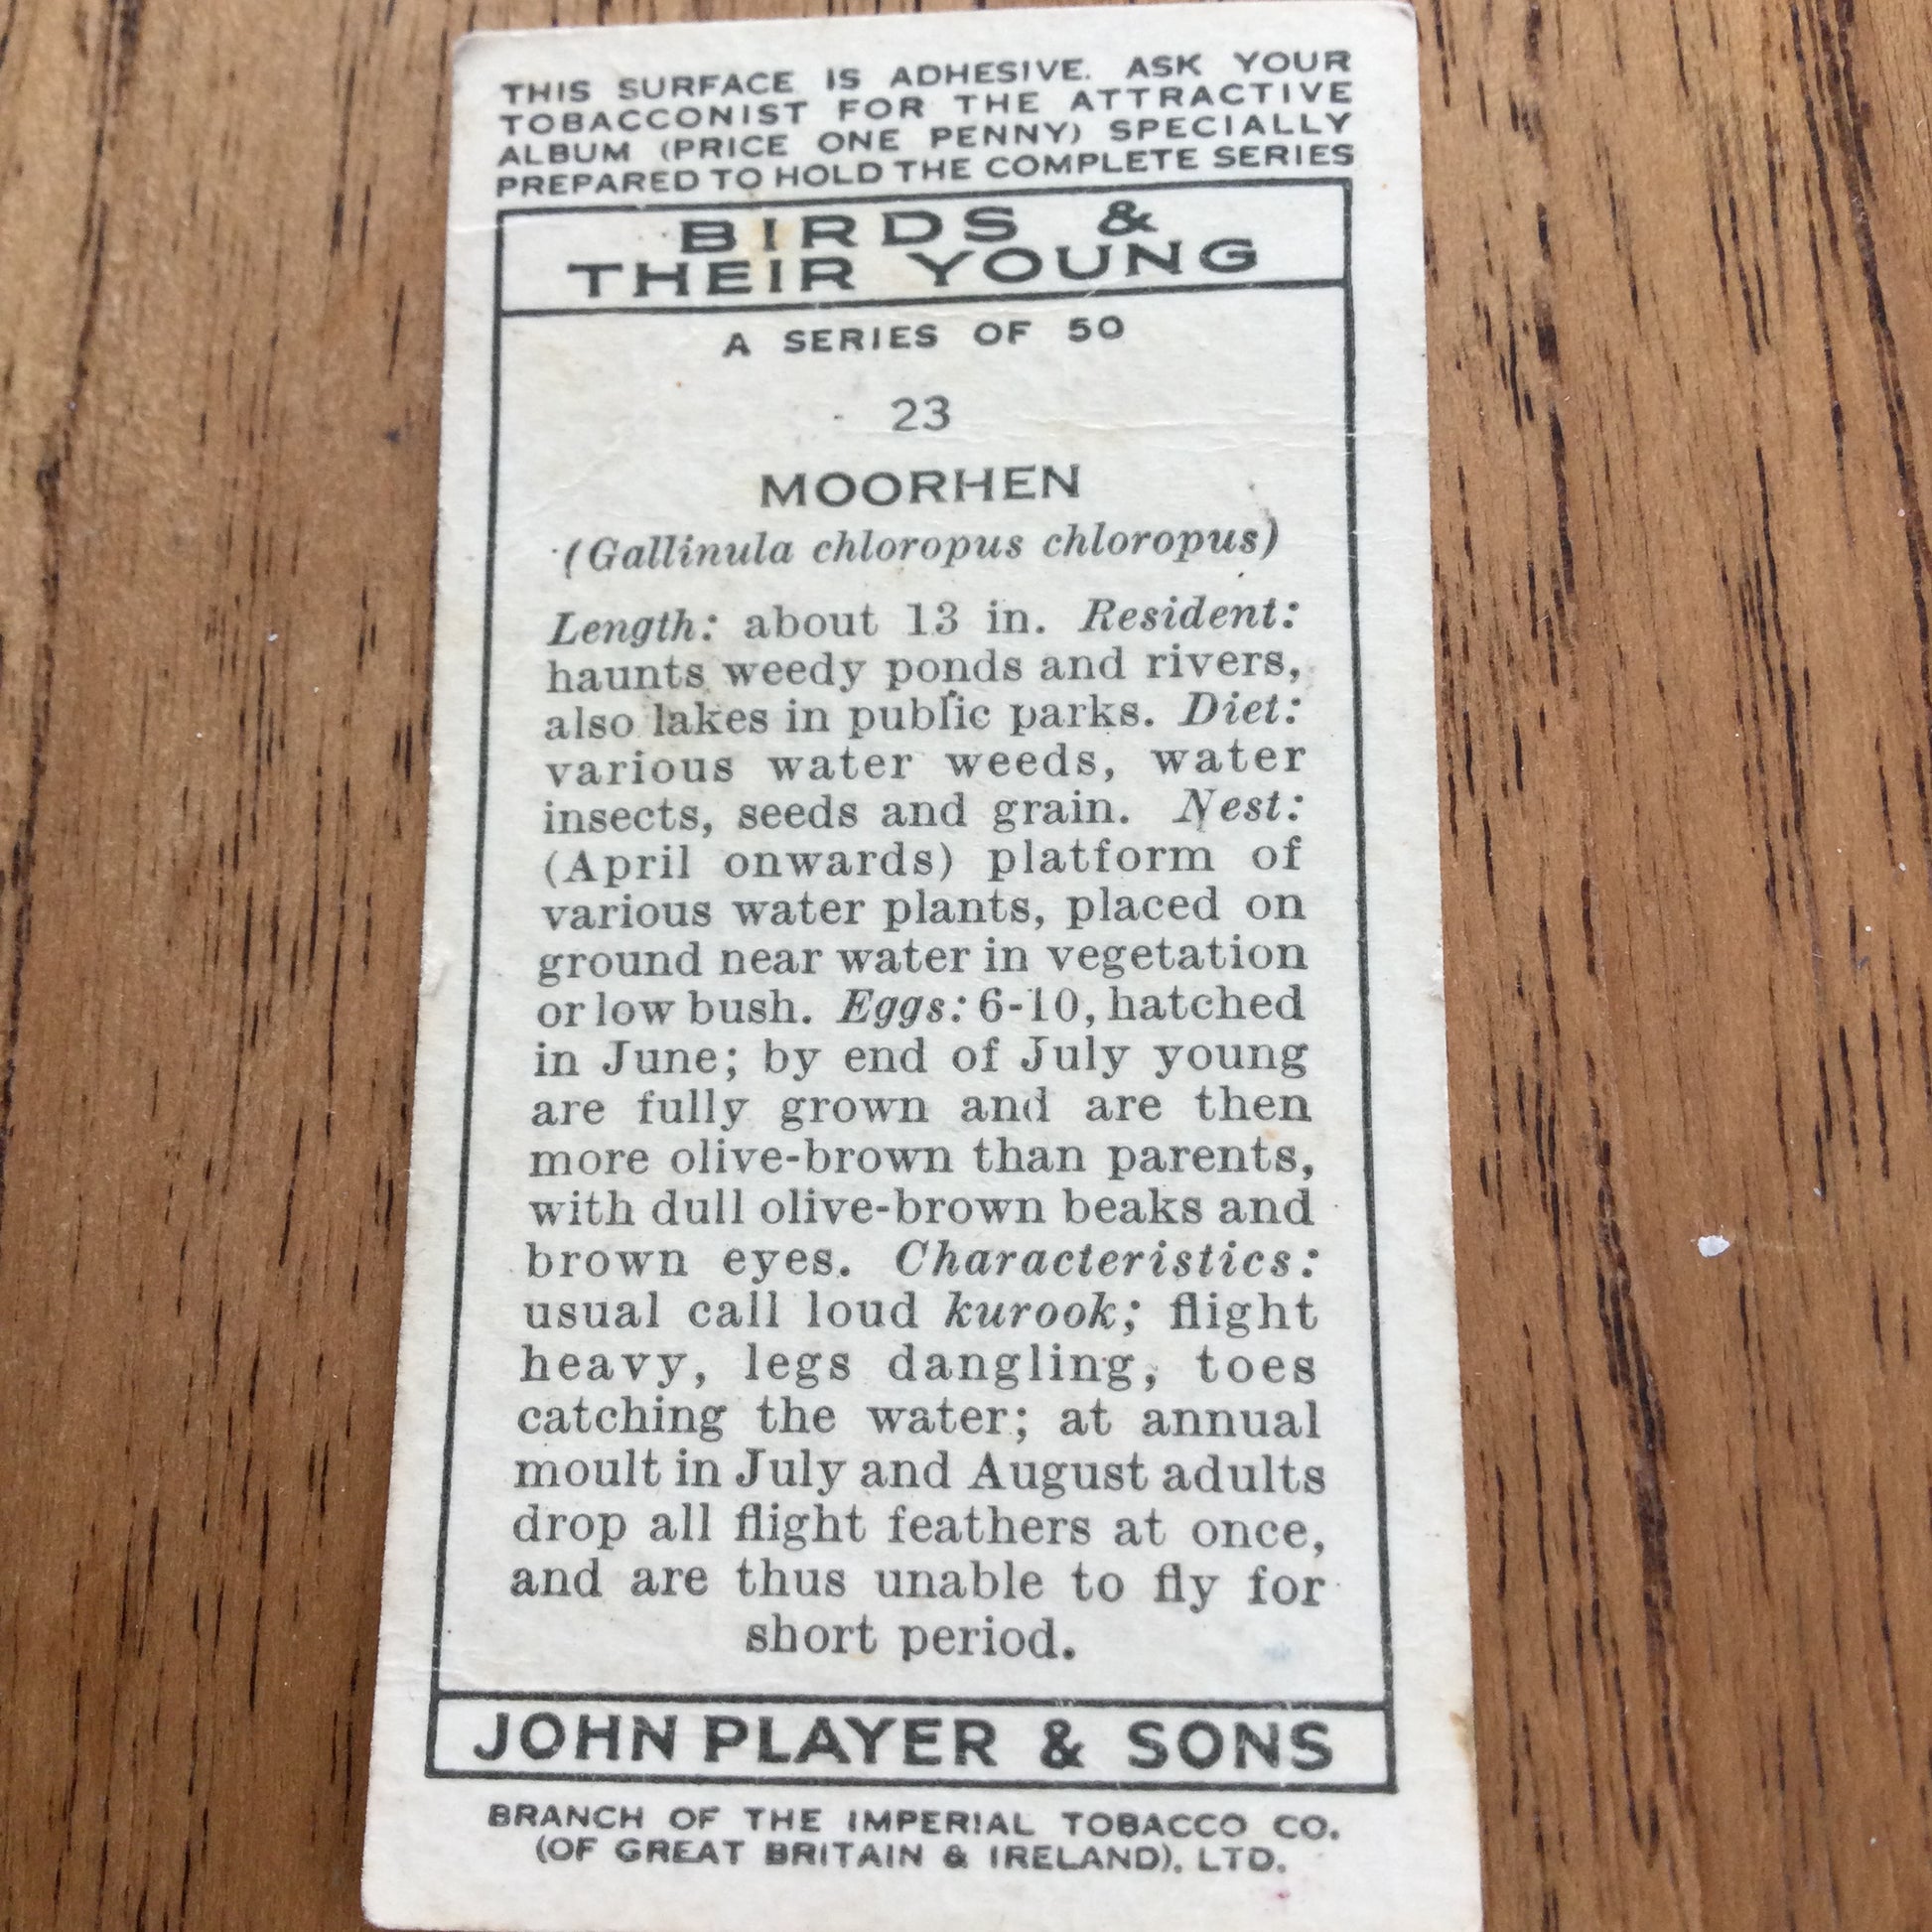 THIS SURFACE IS ADHESIVE. ASK YOUR
TOBACCONIST FOR THE ATTRACTIVE
ALBUM (PRICE ONE PENNY) SPECIALLY
PREPARED TO HOLD THE COMPLETE SERIES
BIRDS &
THEIR YOUNG
A SERIES OF 50
23
MOORHEN
(Gallinula chloropus chloropus)
Length: about 13 in. Resident:
haunts weedy ponds and rivers,
also lakes in public parks. Diet:
various water weeds, water
insects, seeds and grain. Nest:
(April onwards) platform of
various water plants, placed on
ground near water in vegetation
or low bush. Eggs: 6-10, hatched
in June; by end of July young
are fully grown and are then
more olive-brown than parents,
with dull olive-brown beaks and
brown eyes. Characteristics:
usual call loud kurook; flight
heavy, legs dangling, toes
catching the water; at annual
moult in July and August adults
drop all flight feathers at once,
and are thus unable to fly for
short period.
JOHN PLAYER & SONS
BRANCH OF THE IMPERIAL TOBACCO CO.
(OF GREAT BRITAIN & IRELAND), LTD.